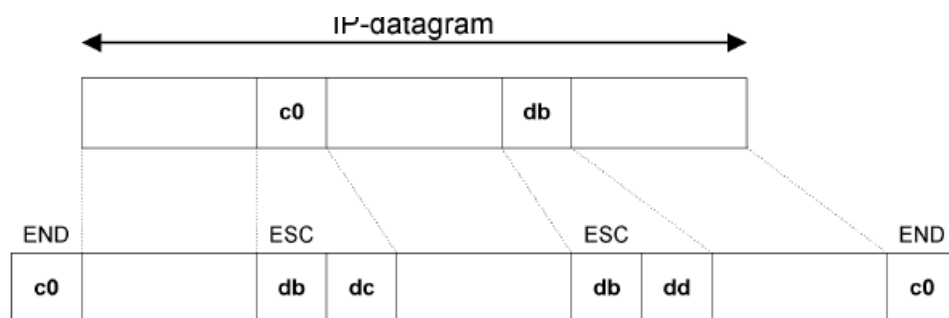 IP-datagram
c0 db
END ESC ESC END
c0 db dc db dd c0